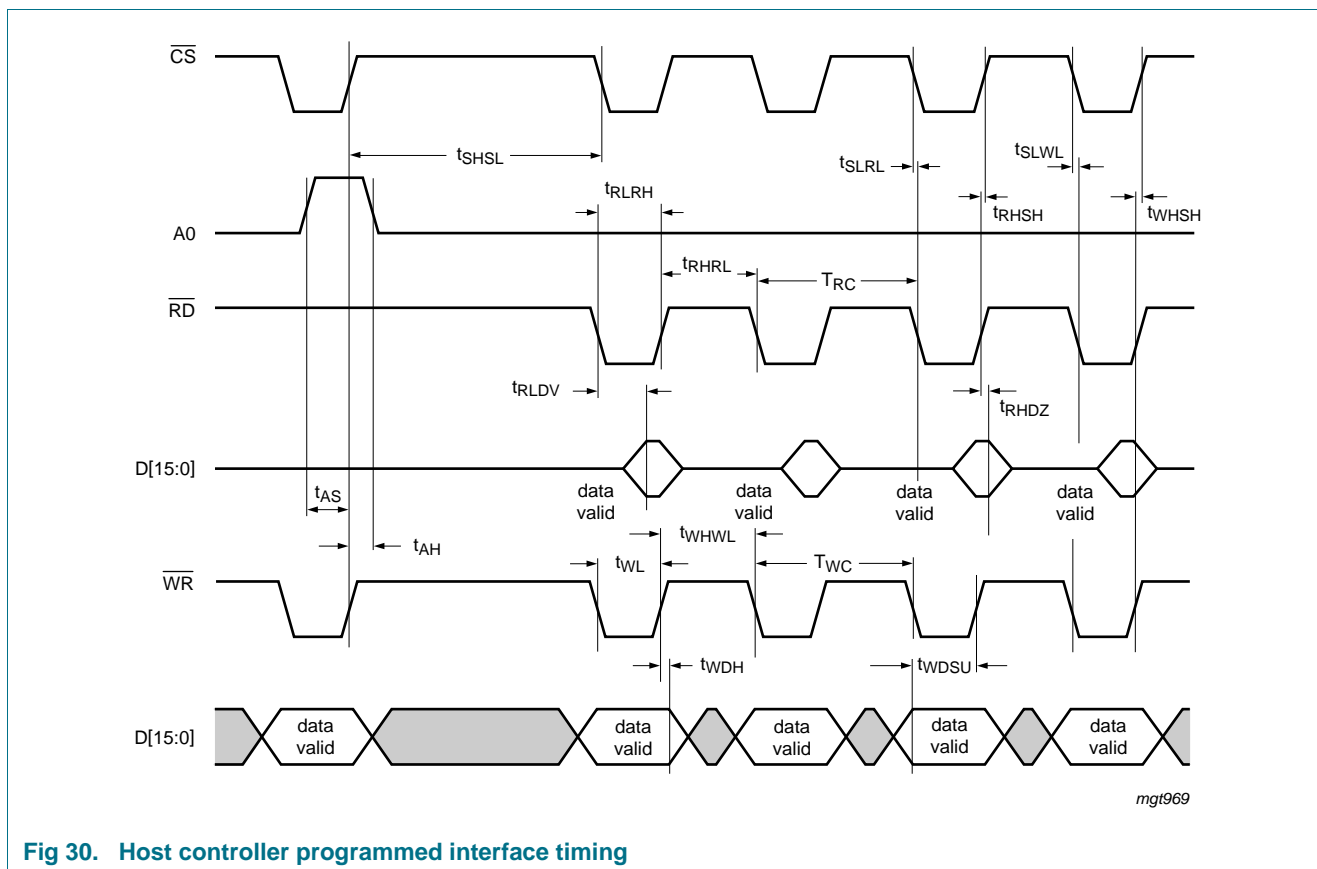 CS
tSHSL
tSLRL
tSLWL
tRLRH
tRHSH
tWHSH
A0
tRHRL
TRC
RD
tRLDV
tRHDZ
D[15:0]
tAS
data
valid
data
valid
data
valid
data
valid
tAH
tWHWL
tWL
TWC
WR
tWDH
tWDSU
D[15:0]
data
valid
data
valid
data
valid
data
valid
data
valid
mgt969
Fig 30. Host controller programmed interface timing